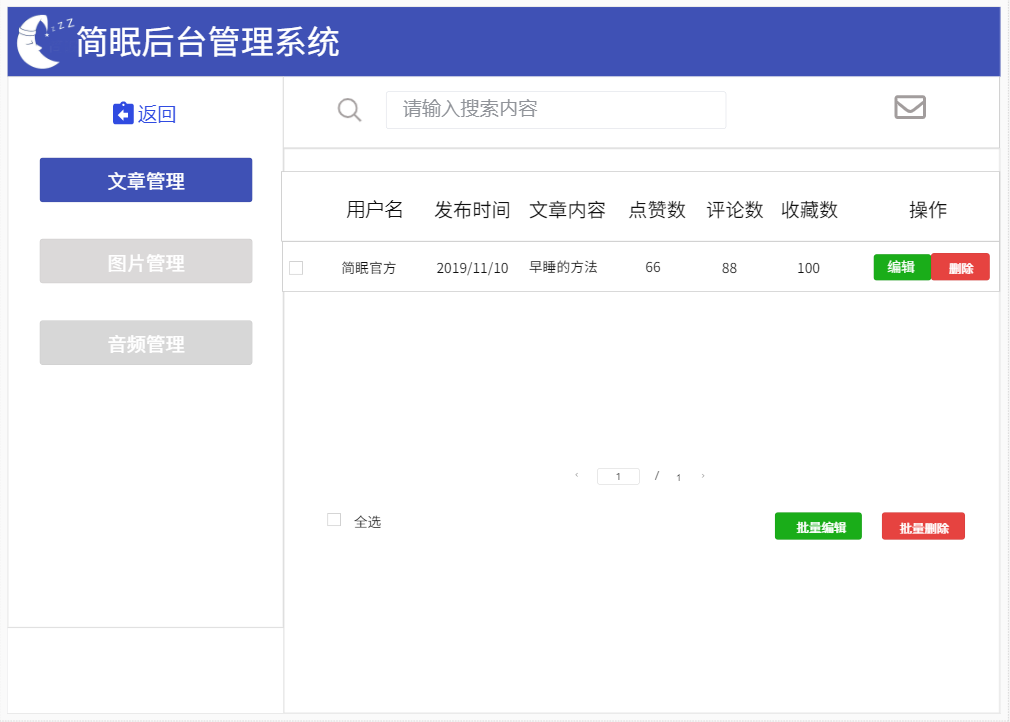 z z Z
简眠后台管理系统
返回
请输入搜索内容
文章管理
图片管理
音频管理
用户名 发布时间 文章内容 点赞数 评论数 收藏数 操作
简眠官方 2019/11/10 早睡的方法 66 88 100 编辑 删除
‹ 1 / 1 ›
全选 批量编辑 批量删除